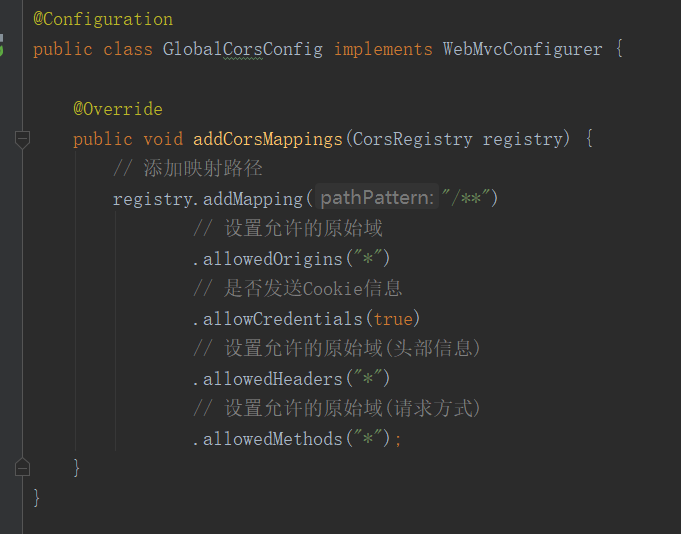 @Configuration
public class GlobalCorsConfig implements WebMvcConfigurer {
@Override
public void addCorsMappings(CorsRegistry registry) {
// 添加映射路径
registry.addMapping( pathPattern: "/**")
// 设置允许的原始域
.allowedOrigins("*")
// 是否发送Cookie信息
.allowCredentials(true)
// 设置允许的原始域(头部信息)
.allowedHeaders("*")
// 设置允许的原始域(请求方式)
.allowedMethods("*");
}
}